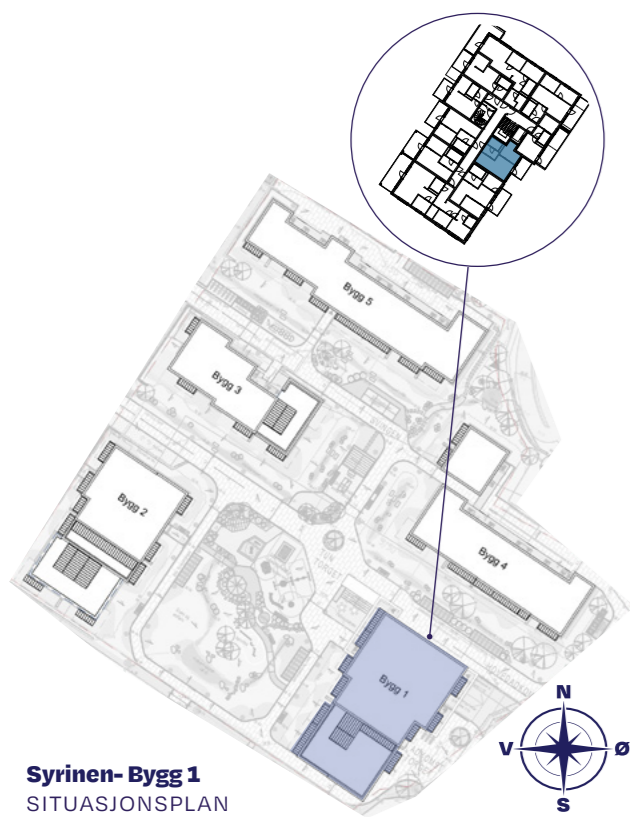 Bygg 5
Bygg 3
Bygg 2
Bygg 4
Bygg 1
N
V
Ø
S
Syrinen- Bygg 1
SITUASJONSPLAN